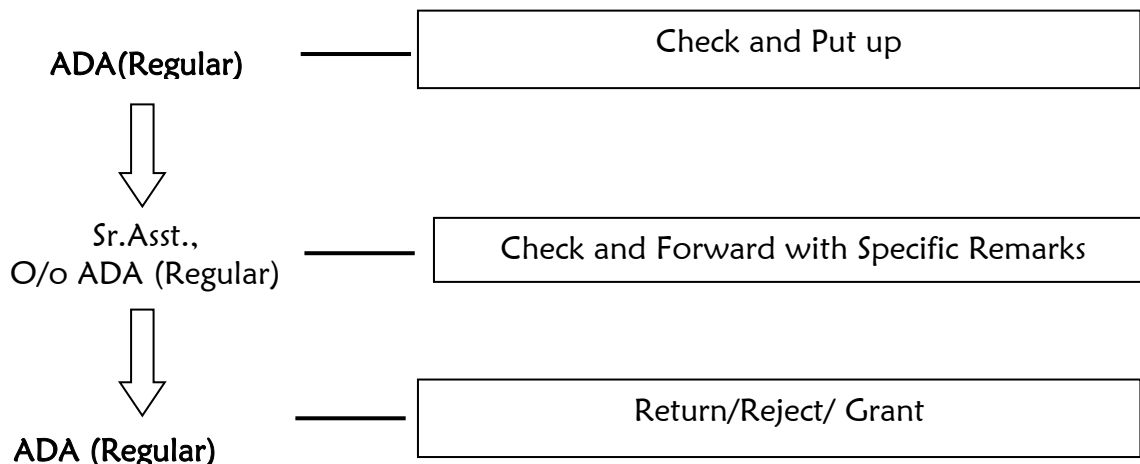 ADA(Regular)
Check and Put up
Sr.Asst.,
O/o ADA (Regular)
Check and Forward with Specific Remarks
ADA (Regular)
Return/Reject/ Grant